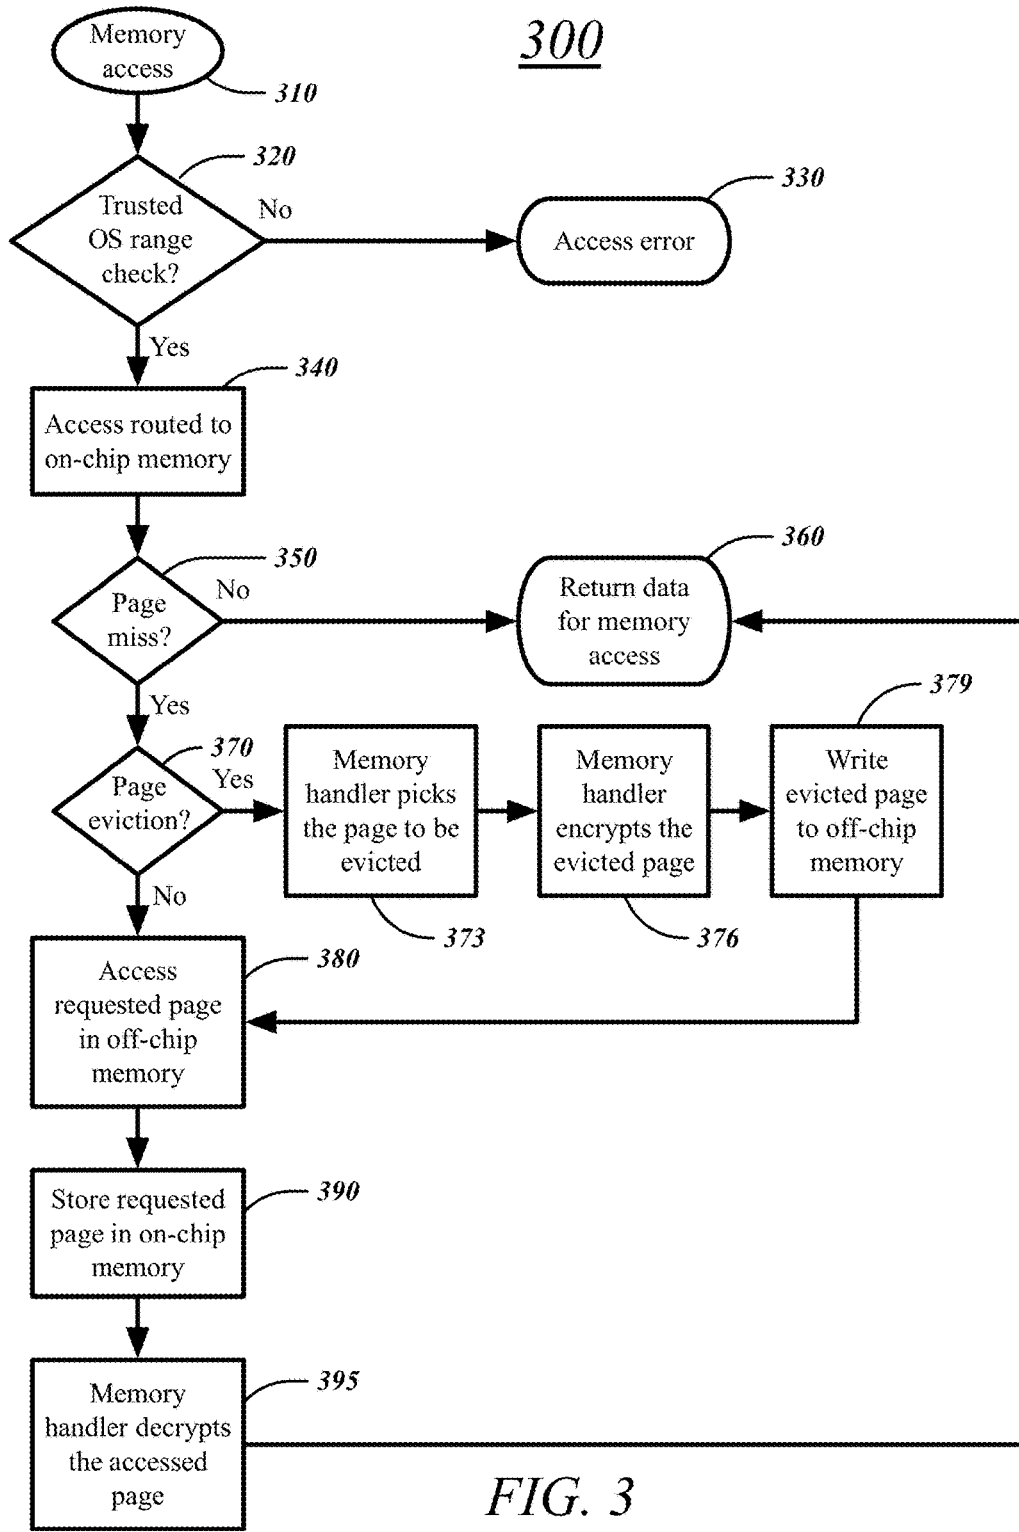 300
Memory
access
310
320
Trusted
OS range
check?
No
330
Access error
Yes
340
Access routed to
on-chip memory
350
Page
miss?
No
360
Return data
for memory
access
Yes
370
Page
eviction?
Yes
Memory
handler picks
the page to be
evicted
373
Memory
handler
encrypts the
evicted page
376
379
Write
evicted page
to off-chip
memory
No
380
Access
requested page
in off-chip
memory
390
Store requested
page in on-chip
memory
395
Memory
handler decrypts
the accessed
page
FIG. 3